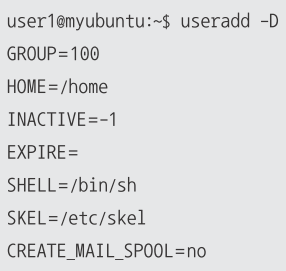 user1@myubuntu:~$ useradd -D
GROUP=100
HOME=/home
INACTIVE=-1
EXPIRE=
SHELL=/bin/sh
SKEL=/etc/skel
CREATE_MAIL_SPOOL=no